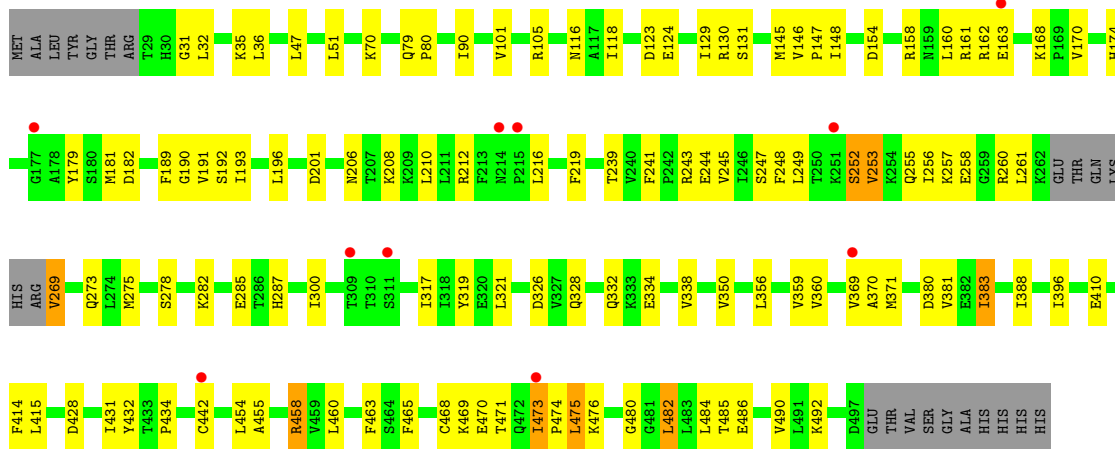 MET ALA LEU TYR GLY THR ARG T29 H30 G31 L32 K35 L36 L47 L51 K70 Q79 P80 I90 V101 R105 N116 A117 I118 D123 E124 I129 R130 S131 M145 V146 P147 I148 D154 R158 N159 L160 R161 R162 E163 K168 P169 V170 H174
G177 A178 Y179 S180 M181 D182 F189 G190 V191 S192 I193 L196 D201 N206 T207 K208 K209 L210 L211 R212 F213 N214 P215 L216 F219 T239 V240 F241 P242 R243 E244 V245 I246 S247 F248 L249 T250 K251 S252 V253 K254 Q255 I256 K257 E258 G259 R260 L261 K262 GLU THR GLN LYS
HIS ARG V269 Q273 L274 M275 S278 K282 E285 T286 H287 I300 T309 T310 S311 I317 I318 Y319 E320 L321 D326 V327 Q328 Q332 K333 E334 V338 V350 L356 V359 V360 V369 A370 M371 D380 V381 E382 I383 I388 I396 E410
F414 L415 D428 I431 Y432 T433 P434 C442 L454 A455 R458 V459 L460 F463 S464 F465 C468 K469 E470 T471 Q472 I473 P474 L475 K476 G480 G481 L482 L483 L484 T485 E486 V490 L491 K492 D497 GLU THR VAL SER GLY ALA HIS HIS HIS HIS